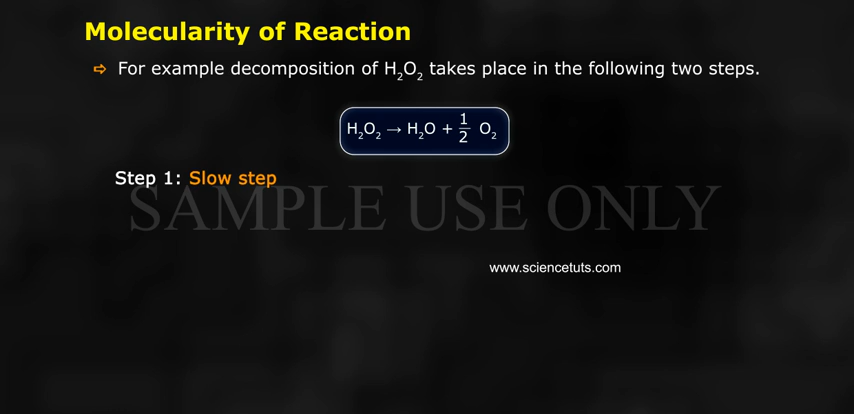 Molecularity of Reaction
⇨ For example decomposition of H₂O₂ takes place in the following two steps.
H₂O₂ → H₂O + 1/2 O₂
Step 1: Slow step
SAMPLE USE ONLY
www.sciencetuts.com